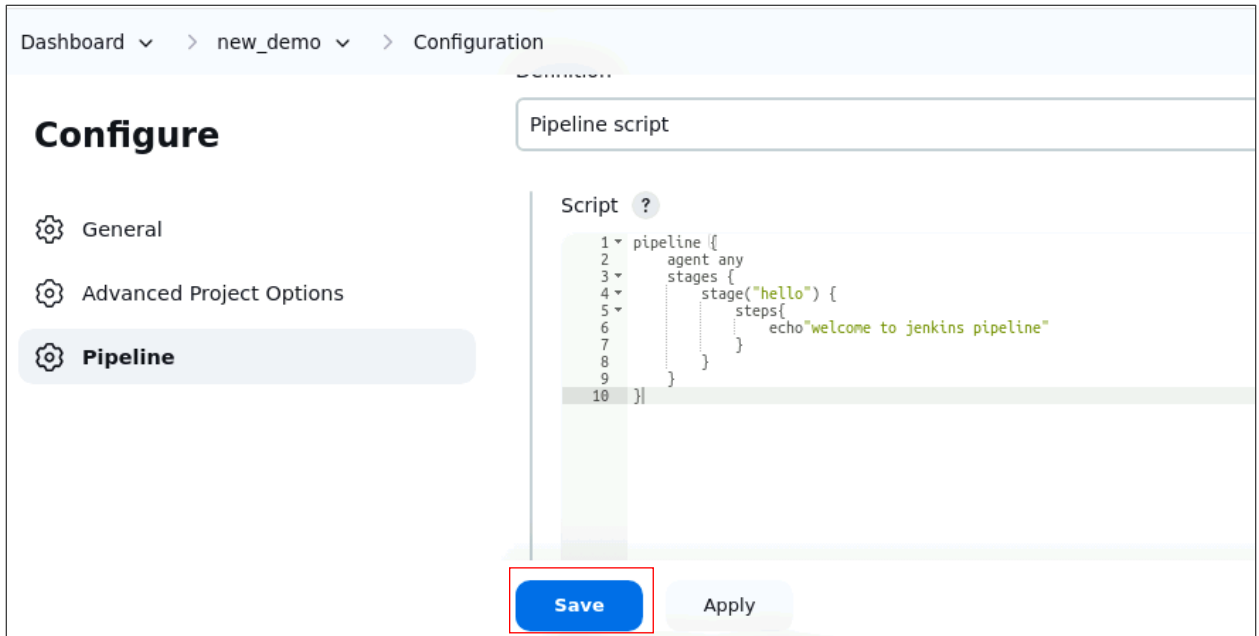 Dashboard > new_demo > Configuration
Definition
Configure
Pipeline script
Script ?
General
Advanced Project Options
Pipeline
1 pipeline {
2     agent any
3     stages {
4         stage("hello") {
5             steps{
6                 echo"welcome to jenkins pipeline"
7             }
8         }
9     }
10 }
Save Apply